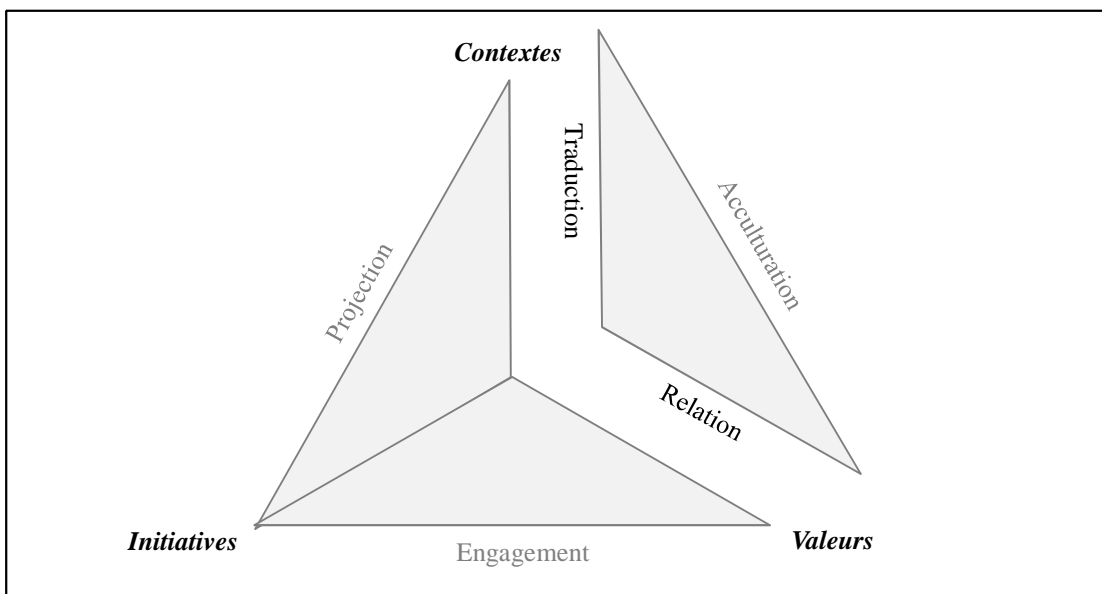 Contextes
Traduction
Acculturation
Projection
Relation
Initiatives
Valeurs
Engagement